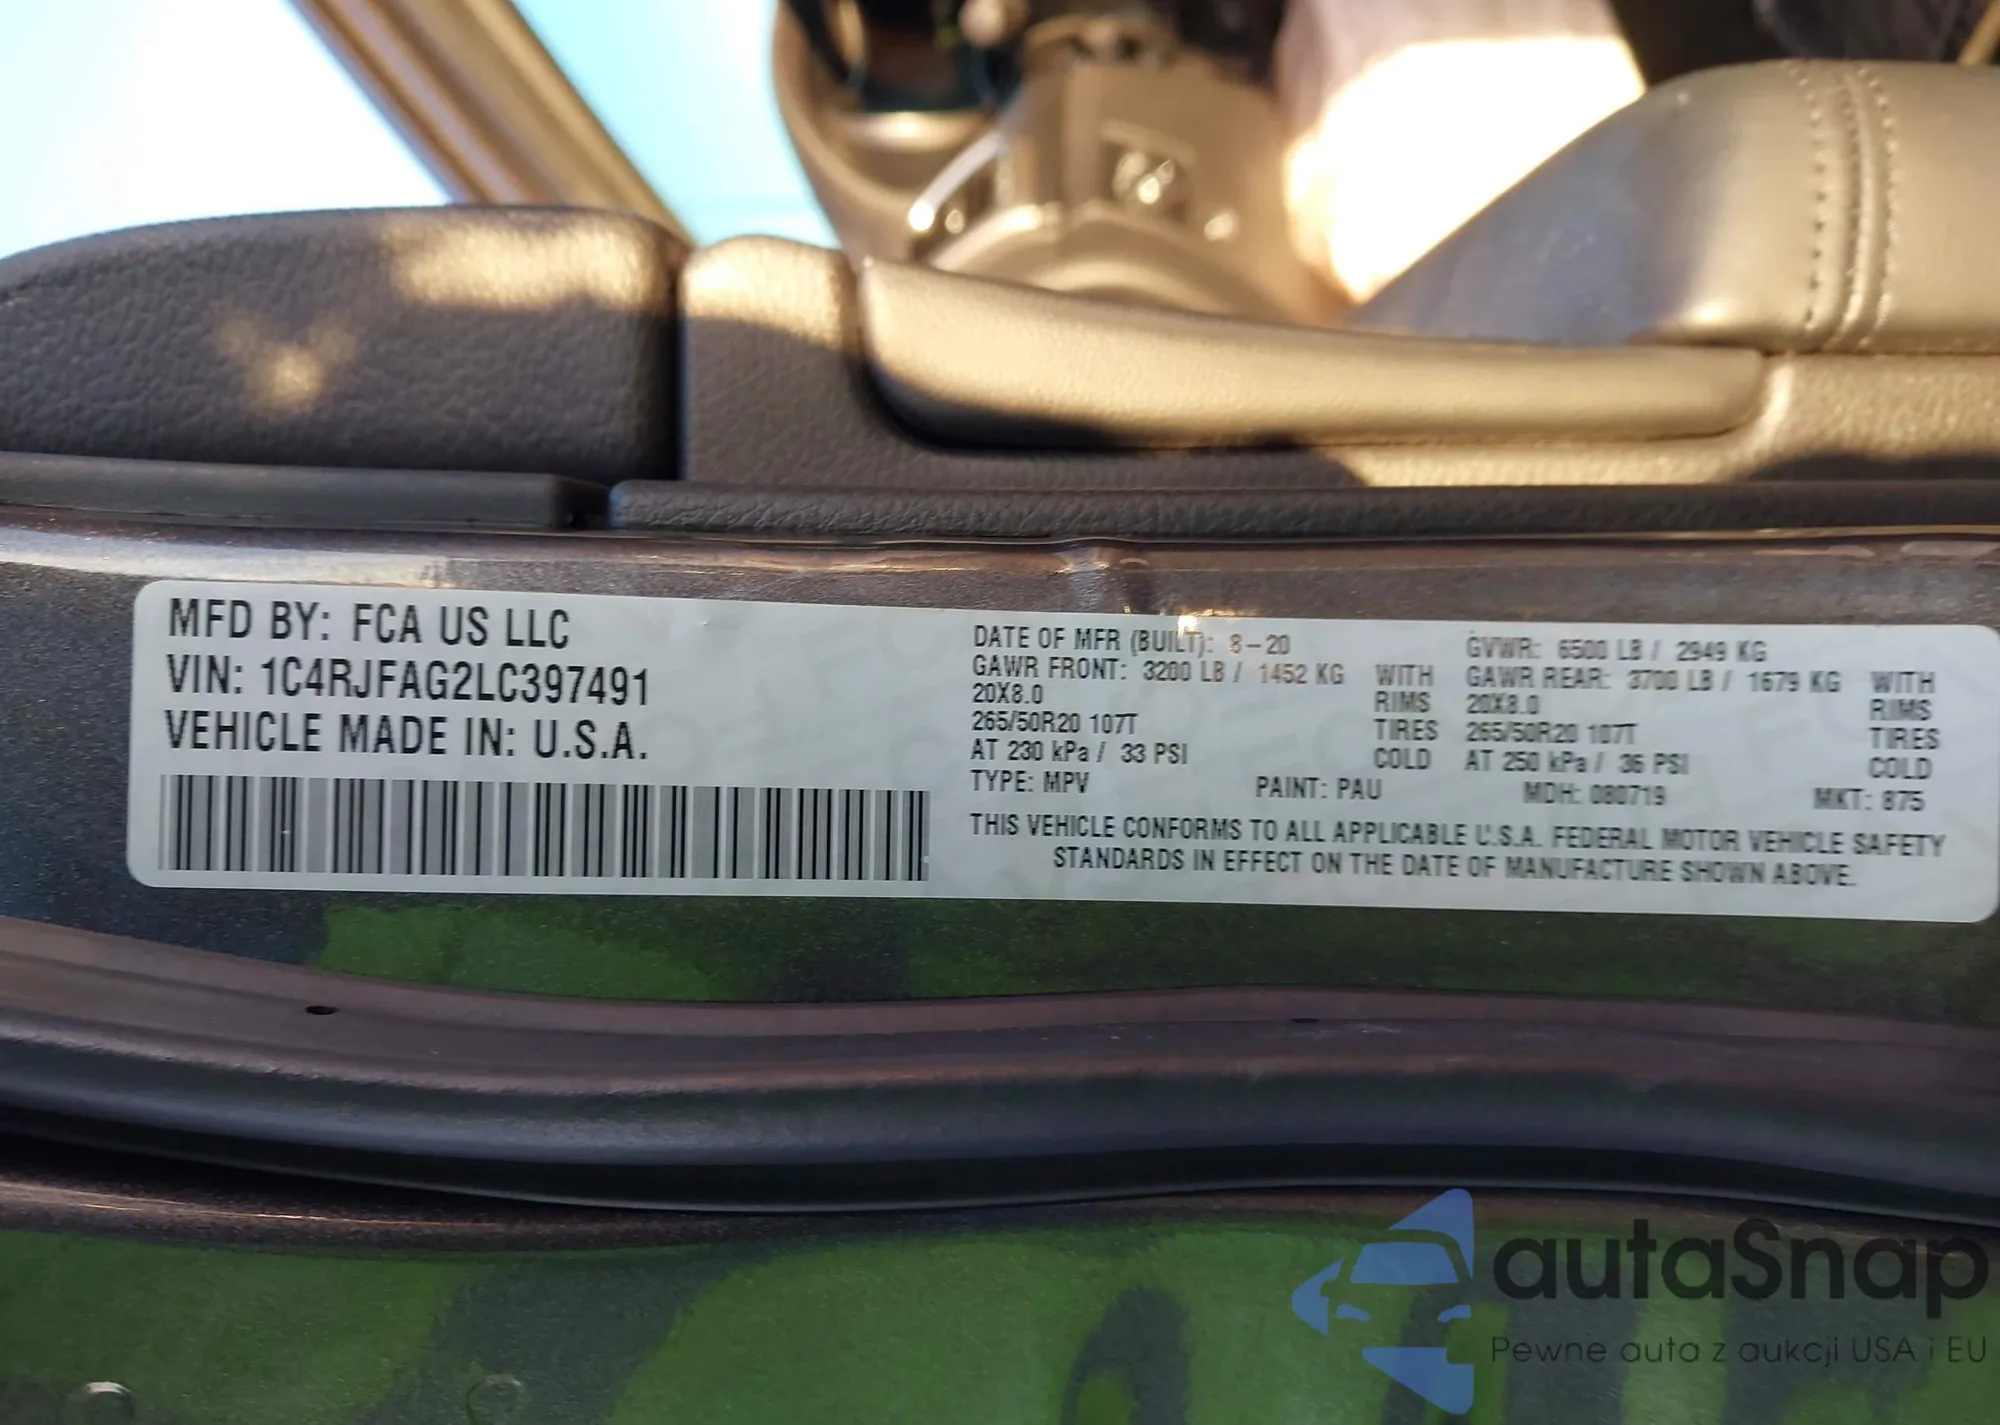 MFD BY: FCA US LLC
VIN: 1C4RJFAG2LC397491
VEHICLE MADE IN: U.S.A.
DATE OF MFR (BUILT): 8-20 GVWR: 6500 LB / 2949 KG
GAWR FRONT: 3200 LB / 1452 KG WITH GAWR REAR: 3700 LB / 1679 KG WITH
20X8.0 RIMS 20X8.0 RIMS
265/50R20 107T TIRES 265/50R20 107T TIRES
AT 230 kPa / 33 PSI COLD AT 250 kPa / 36 PSI COLD
TYPE: MPV PAINT: PAU MDH: 080719 MKT: 875
THIS VEHICLE CONFORMS TO ALL APPLICABLE U.S.A. FEDERAL MOTOR VEHICLE SAFETY
STANDARDS IN EFFECT ON THE DATE OF MANUFACTURE SHOWN ABOVE.
autaSnap
Pewne auta z aukcji USA i EU